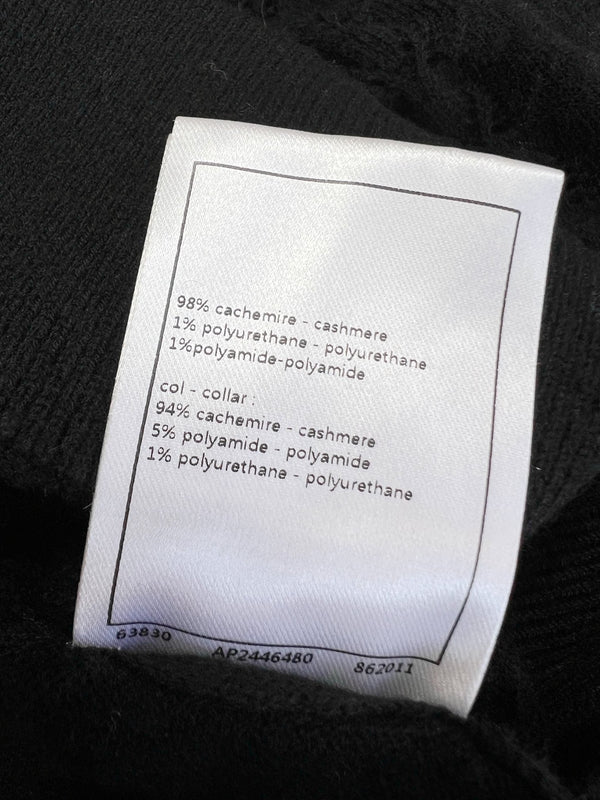 98% cachemire - cashmere
1% polyurethane - polyurethane
1%polyamide-polyamide
col - collar :
94% cachemire - cashmere
5% polyamide - polyamide
1% polyurethane - polyurethane
63830 AP2446480 862011